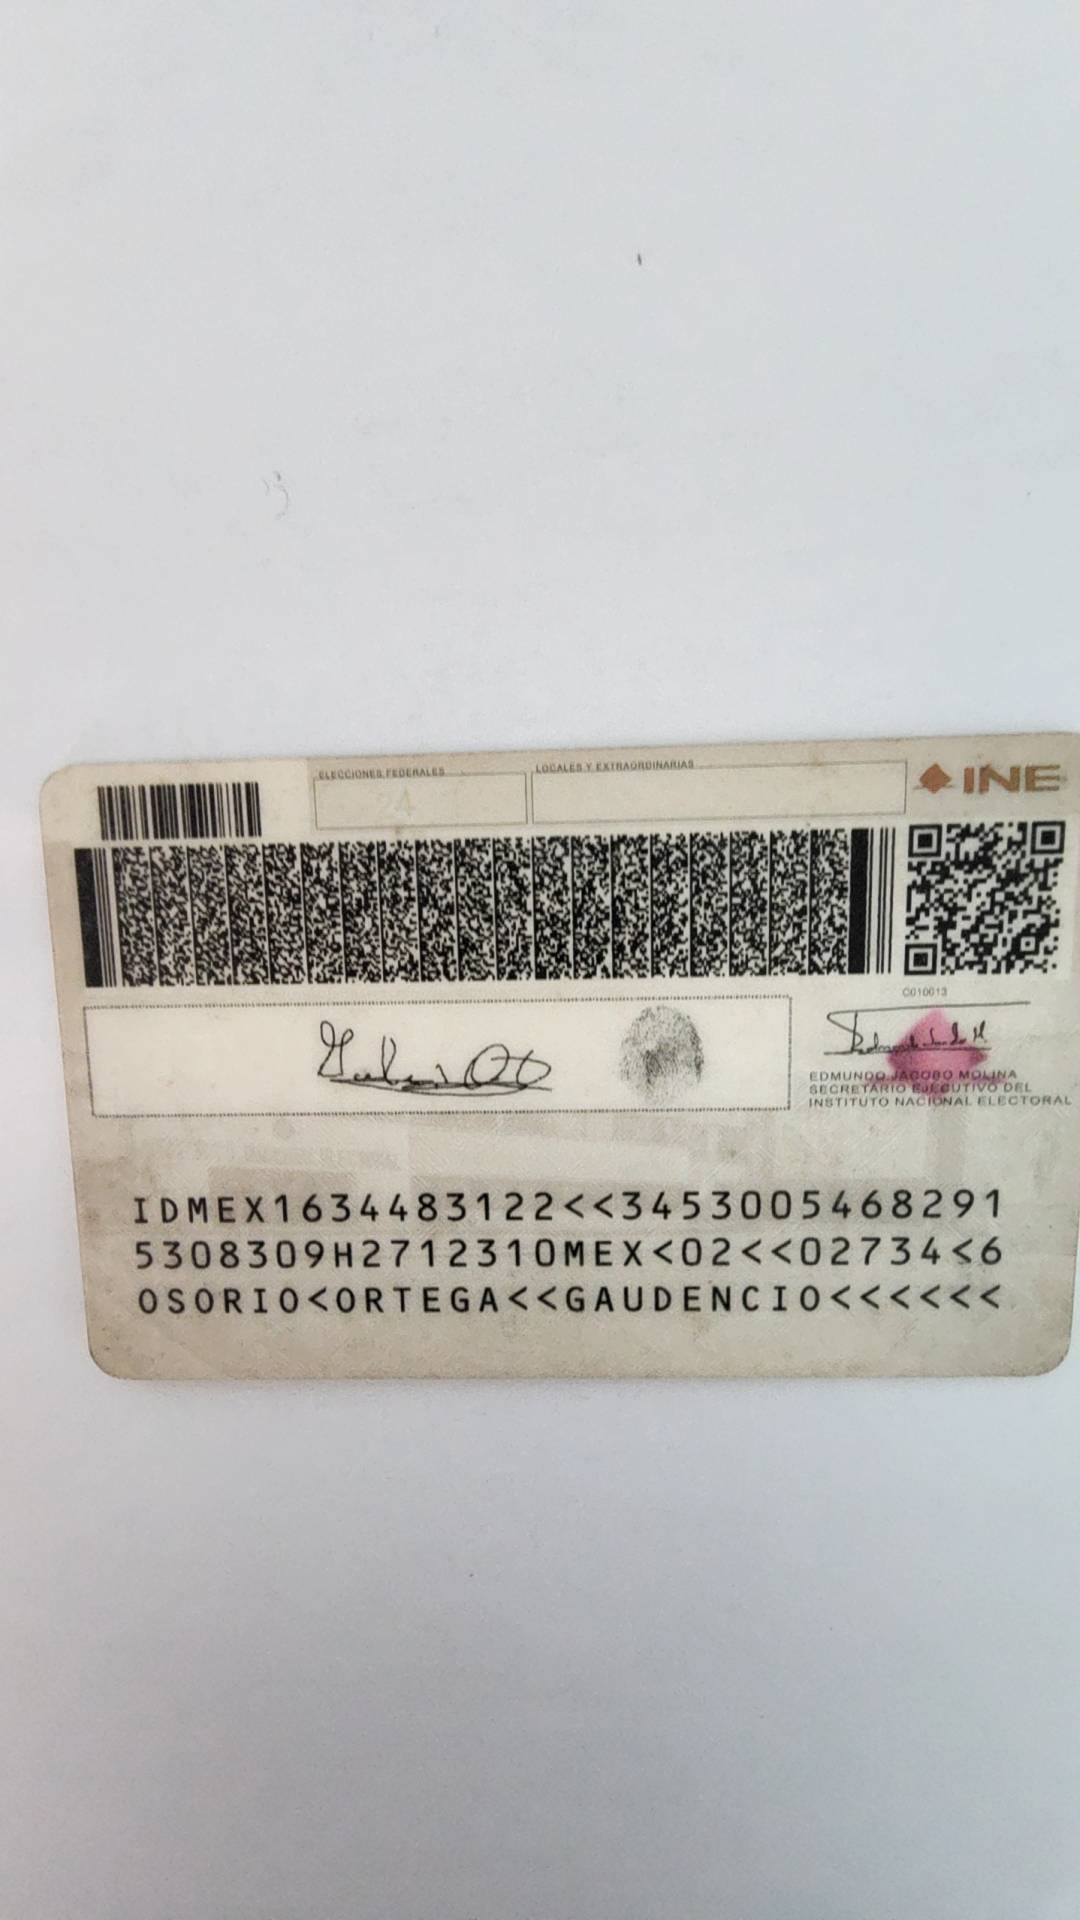 ELECCIONES FEDERALES
24
LOCALES Y EXTRAORDINARIAS
INE
C010013
EDMUNDO JACOBO MOLINA
SECRETARIO EJECUTIVO DEL
INSTITUTO NACIONAL ELECTORAL
IDMEX1634483122<<3453005468291
5308309H2712310MEX<02<<02734<6
OSORIO<ORTEGA<<GAUDENCIO<<<<<<